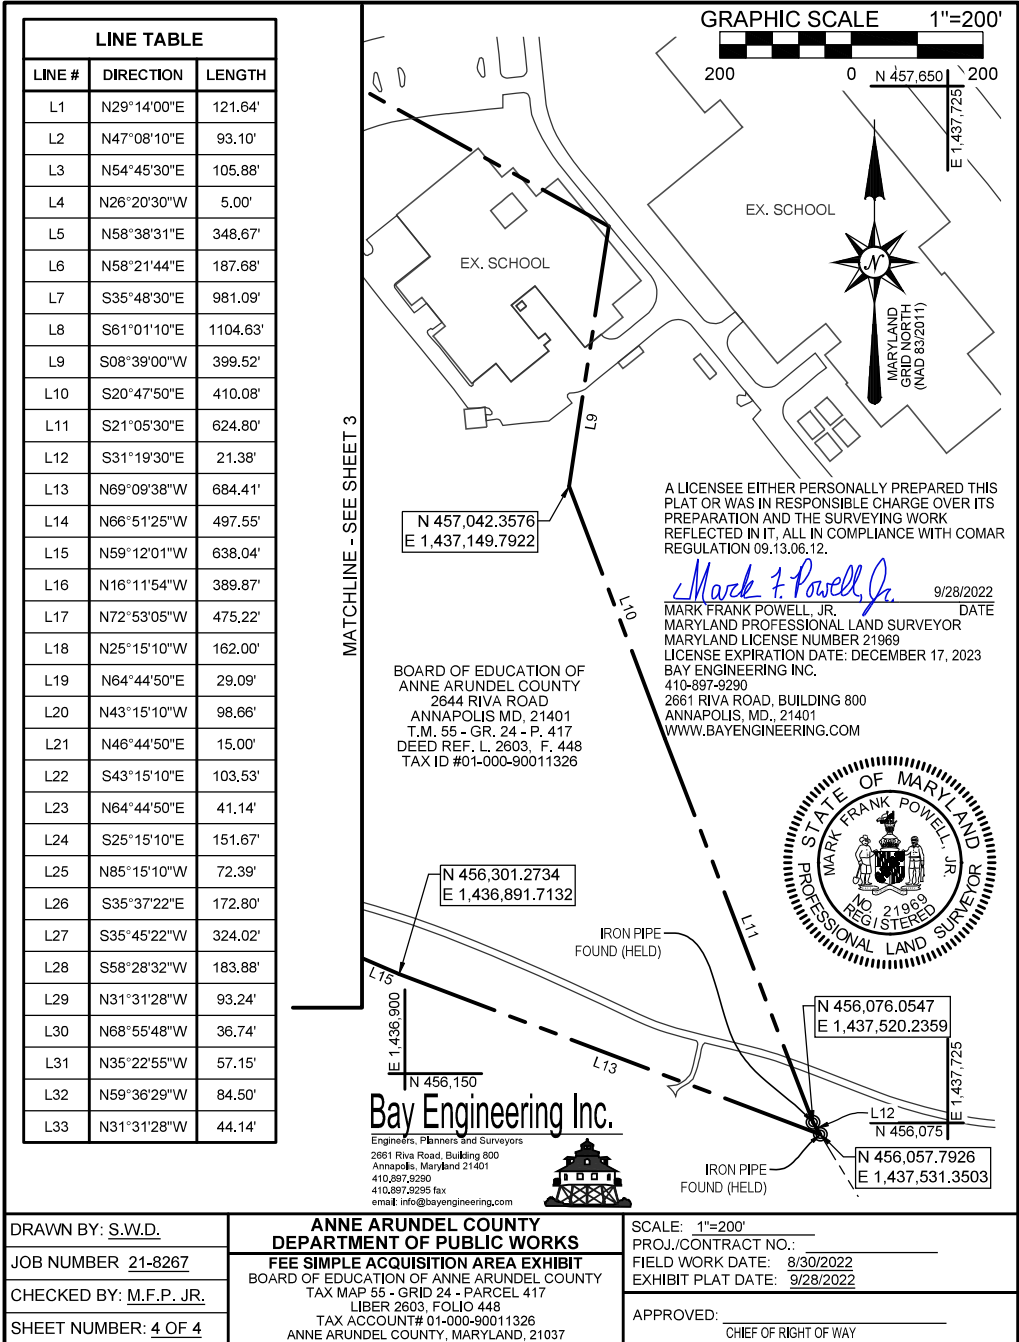 LINE TABLE
LINE # DIRECTION LENGTH
L1 N29°14'00"E 121.64'
L2 N47°08'10"E 93.10'
L3 N54°45'30"E 105.88'
L4 N26°20'30"W 5.00'
L5 N58°38'31"E 348.67'
L6 N58°21'44"E 187.68'
L7 S35°48'30"E 981.09'
L8 S61°01'10"E 1104.63'
L9 S08°39'00"W 399.52'
L10 S20°47'50"E 410.08'
L11 S21°05'30"E 624.80'
L12 S31°19'30"E 21.38'
L13 N69°09'38"W 684.41'
L14 N66°51'25"W 497.55'
L15 N59°12'01"W 638.04'
L16 N16°11'54"W 389.87'
L17 N72°53'05"W 475.22'
L18 N25°15'10"W 162.00'
L19 N64°44'50"E 29.09'
L20 N43°15'10"W 98.66'
L21 N46°44'50"E 15.00'
L22 S43°15'10"E 103.53'
L23 N64°44'50"E 41.14'
L24 S25°15'10"E 151.67'
L25 N85°15'10"W 72.39'
L26 S35°37'22"E 172.80'
L27 S35°45'22"W 324.02'
L28 S58°28'32"W 183.88'
L29 N31°31'28"W 93.24'
L30 N68°55'48"W 36.74'
L31 N35°22'55"W 57.15'
L32 N59°36'29"W 84.50'
L33 N31°31'28"W 44.14'
GRAPHIC SCALE 1"=200'
200 0 200
N 457,650
E 1,437,725
EX. SCHOOL
EX. SCHOOL
N
MARYLAND
GRID NORTH
(NAD 83/2011)
MATCHLINE - SEE SHEET 3
L9
N 457,042.3576
E 1,437,149.7922
L10
A LICENSEE EITHER PERSONALLY PREPARED THIS
PLAT OR WAS IN RESPONSIBLE CHARGE OVER ITS
PREPARATION AND THE SURVEYING WORK
REFLECTED IN IT, ALL IN COMPLIANCE WITH COMAR
REGULATION 09.13.06.12.
Mark F. Powell, Jr. 9/28/2022
MARK FRANK POWELL, JR. DATE
MARYLAND PROFESSIONAL LAND SURVEYOR
MARYLAND LICENSE NUMBER 21969
LICENSE EXPIRATION DATE: DECEMBER 17, 2023
BAY ENGINEERING INC.
410-897-9290
2661 RIVA ROAD, BUILDING 800
ANNAPOLIS, MD., 21401
WWW.BAYENGINEERING.COM
BOARD OF EDUCATION OF
ANNE ARUNDEL COUNTY
2644 RIVA ROAD
ANNAPOLIS MD, 21401
T.M. 55 - GR. 24 - P. 417
DEED REF. L. 2603, F. 448
TAX ID #01-000-90011326
STATE OF MARYLAND
MARK FRANK POWELL, JR.
NO. 21969
REGISTERED
PROFESSIONAL LAND SURVEYOR
N 456,301.2734
E 1,436,891.7132
L11
IRON PIPE
FOUND (HELD)
L15
E 1,436,900
N 456,150
L13
N 456,076.0547
E 1,437,520.2359
E 1,437,725
L12
N 456,075
N 456,057.7926
E 1,437,531.3503
IRON PIPE
FOUND (HELD)
Bay Engineering Inc.
Engineers, Planners and Surveyors
2661 Riva Road, Building 800
Annapolis, Maryland 21401
410.897.9290
410.897.9295 fax
email: info@bayengineering.com
DRAWN BY: S.W.D.
JOB NUMBER 21-8267
CHECKED BY: M.F.P. JR.
SHEET NUMBER: 4 OF 4
ANNE ARUNDEL COUNTY
DEPARTMENT OF PUBLIC WORKS
FEE SIMPLE ACQUISITION AREA EXHIBIT
BOARD OF EDUCATION OF ANNE ARUNDEL COUNTY
TAX MAP 55 - GRID 24 - PARCEL 417
LIBER 2603, FOLIO 448
TAX ACCOUNT# 01-000-90011326
ANNE ARUNDEL COUNTY, MARYLAND, 21037
SCALE: 1"=200'
PROJ./CONTRACT NO.:
FIELD WORK DATE: 8/30/2022
EXHIBIT PLAT DATE: 9/28/2022
APPROVED:
CHIEF OF RIGHT OF WAY